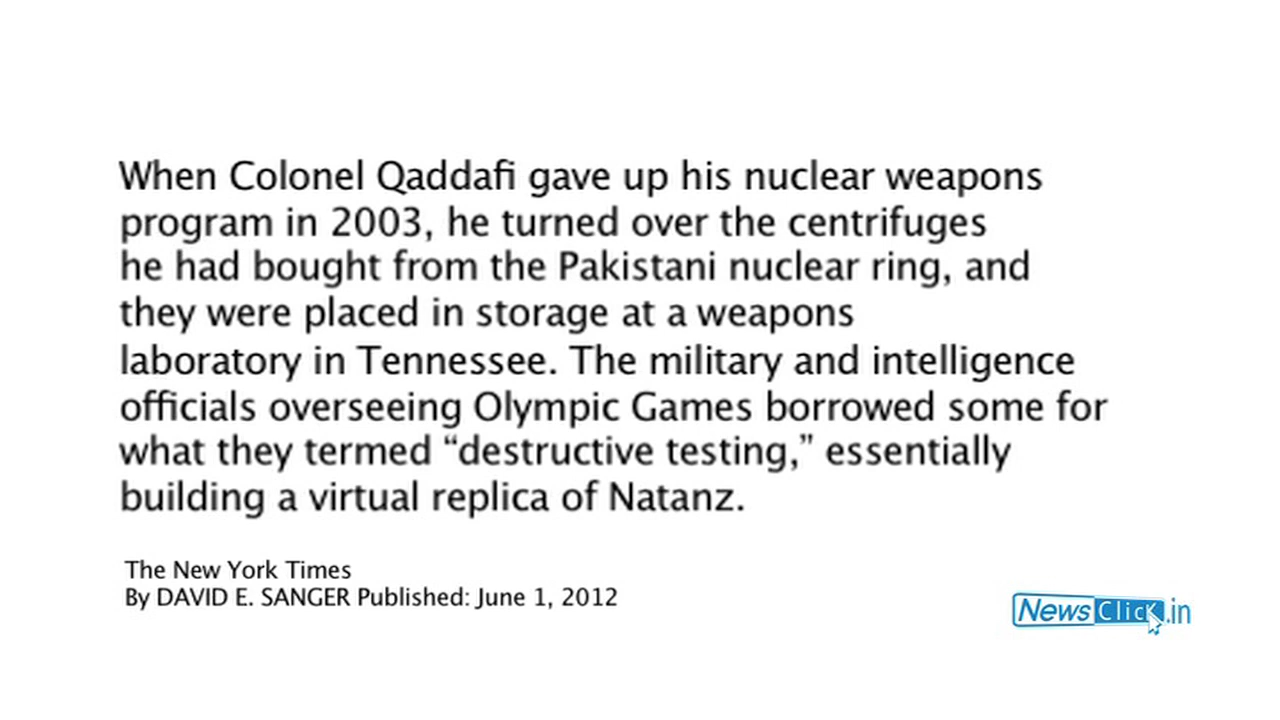 When Colonel Qaddafi gave up his nuclear weapons
program in 2003, he turned over the centrifuges
he had bought from the Pakistani nuclear ring, and
they were placed in storage at a weapons
laboratory in Tennessee. The military and intelligence
officials overseeing Olympic Games borrowed some for
what they termed “destructive testing,” essentially
building a virtual replica of Natanz.
The New York Times
By DAVID E. SANGER Published: June 1, 2012
NewsClick.in